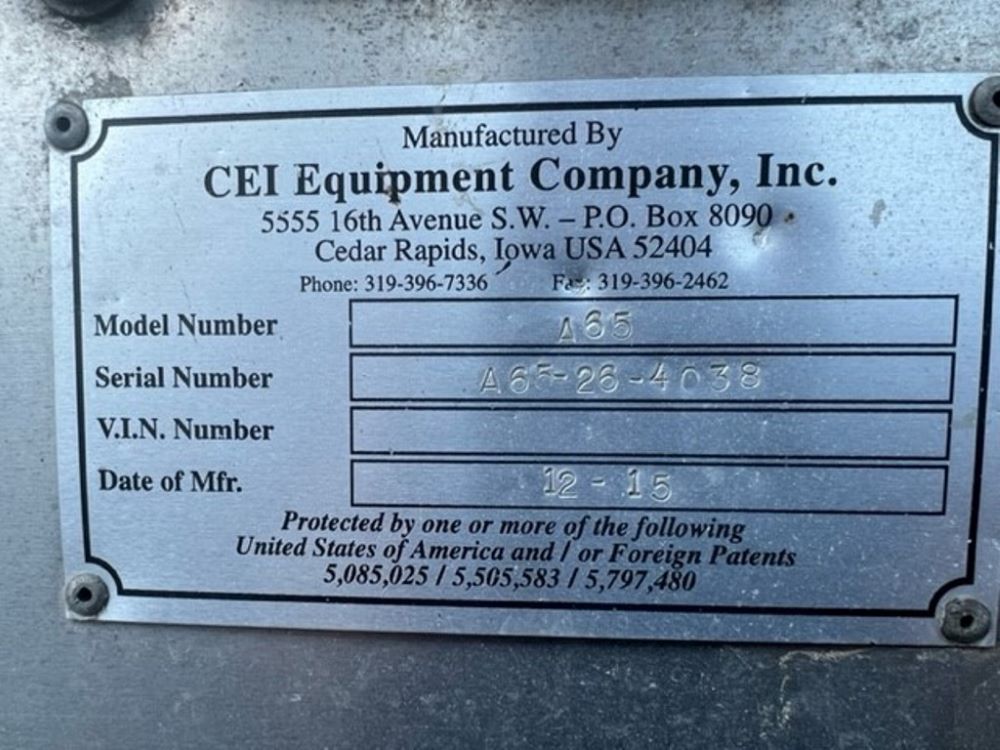 Manufactured By
CEI Equipment Company, Inc.
5555 16th Avenue S.W. – P.O. Box 8090
Cedar Rapids, Iowa USA 52404
Phone: 319-396-7336 Fax: 319-396-2462
Model Number A65
Serial Number A65-26-4038
V.I.N. Number
Date of Mfr. 12-15
Protected by one or more of the following
United States of America and / or Foreign Patents
5,085,025 / 5,505,583 / 5,797,480